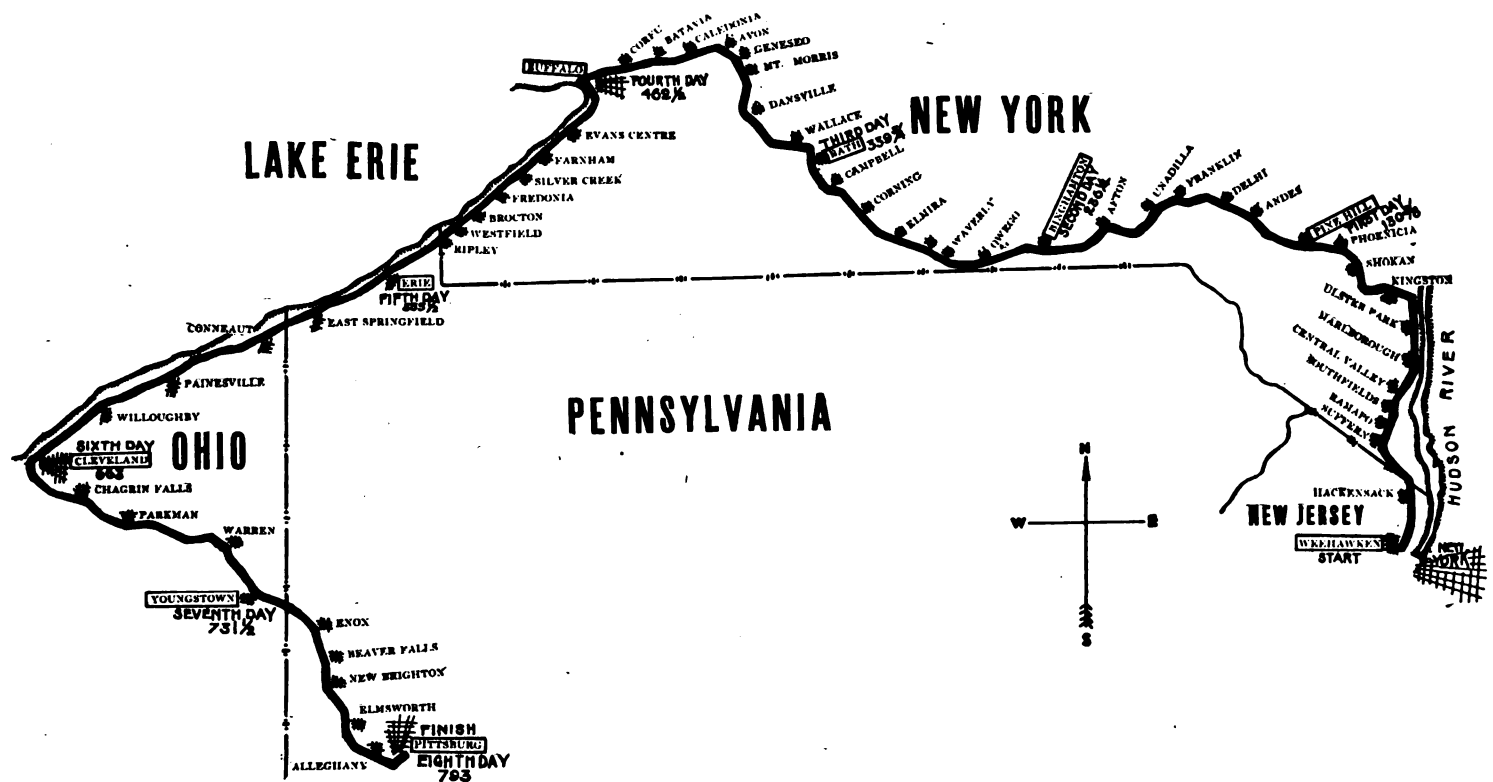 CORFU
BATAVIA
CALEDONIA
AVON
GENESEO
MT. MORRIS
DANSVILLE
WALLACE
THIRD DAY
BATH
CAMPBELL
CORNING
ELMIRA
WAVERLY
OWEGO
BINGHAMTON
SECOND DAY
AFTON
UNADILLA
FRANKLIN
DELHI
ANDES
PINE HILL
FIRST DAY
PHOENICIA
SHOKAN
KINGSTON
ULSTER PARK
MARLBOROUGH
CENTRAL VALLEY
SOUTHFIELDS
RAMAPO
SUFFERN
HACKENSACK
NEW JERSEY
WEEHAWKEN
START
NEW
YORK
HUDSON RIVER
NEW YORK
BUFFALO
FOURTH DAY
462½
LAKE ERIE
EVANS CENTRE
FARNHAM
SILVER CREEK
FREDONIA
BROCTON
WESTFIELD
RIPLEY
ERIE
FIFTH DAY
EAST SPRINGFIELD
CONNEAUT
PAINESVILLE
WILLOUGHBY
OHIO
PENNSYLVANIA
SIXTH DAY
CLEVELAND
CHAGRIN FALLS
PARKMAN
WARREN
YOUNGSTOWN
SEVENTH DAY
731½
ENOX
BEAVER FALLS
NEW BRIGHTON
ELMSWORTH
FINISH
PITTSBURG
EIGHTH DAY
793
ALLEGHANY
N
W
E
S